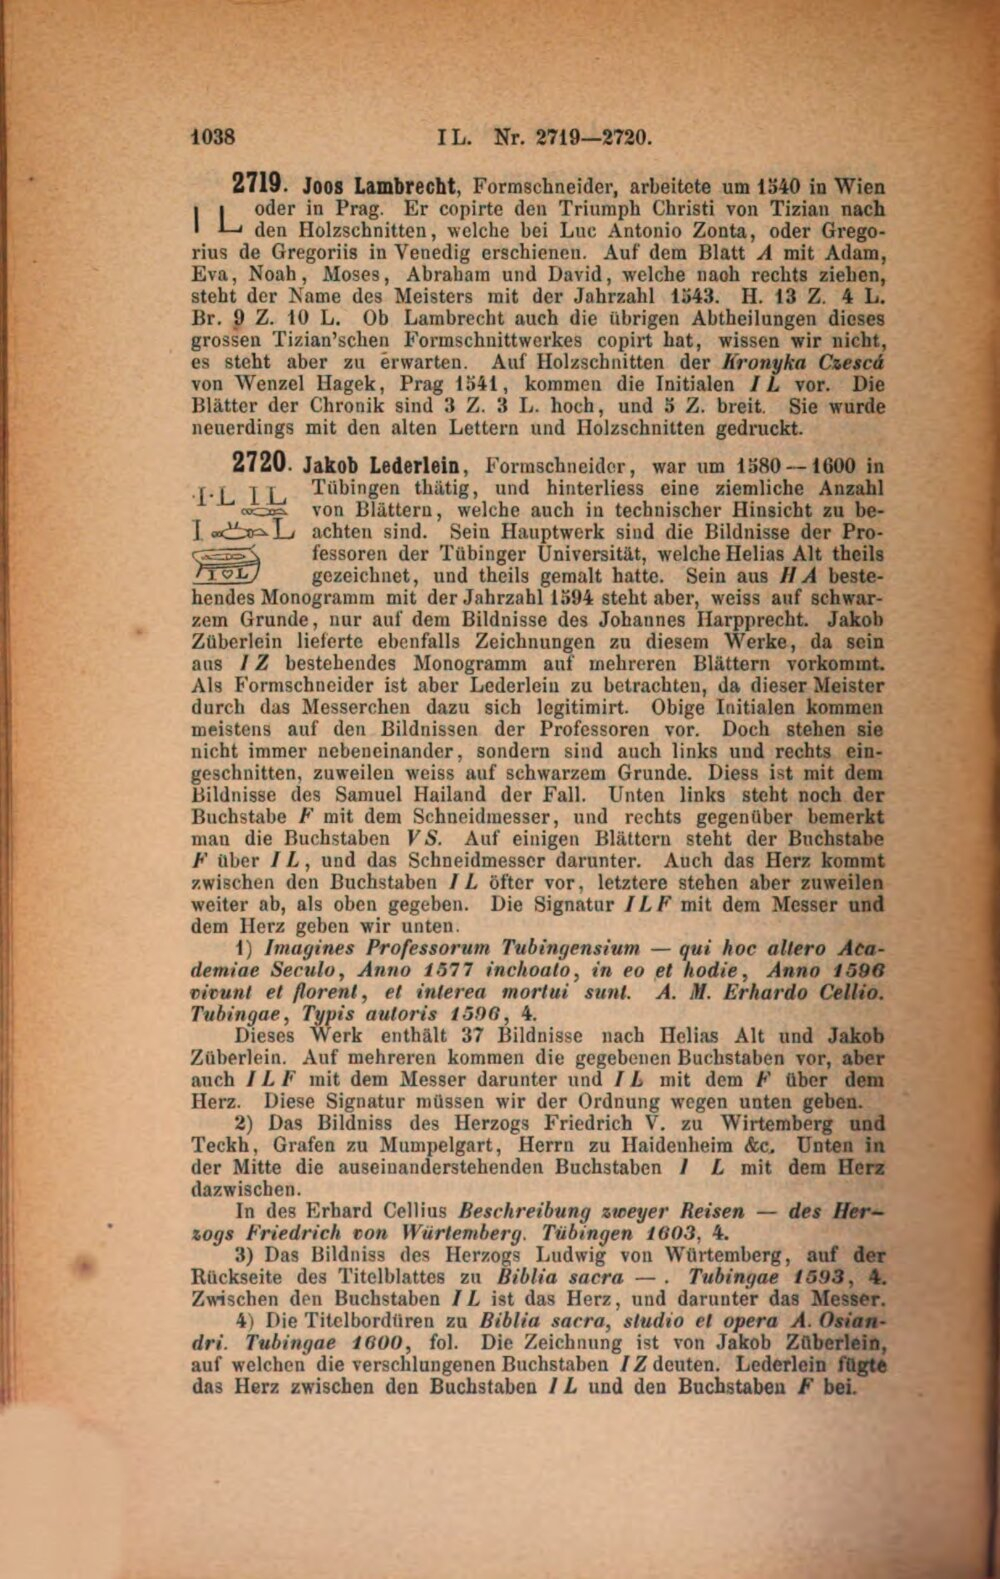 1038 IL. Nr. 2719—2720.
2719. Joos Lambrecht, Formschneider, arbeitete um 1540 in Wien
I L oder in Prag. Er copirte den Triumph Christi von Tizian nach
den Holzschnitten, welche bei Luc Antonio Zonta, oder Grego-
rius de Gregoriis in Venedig erschienen. Auf dem Blatt A mit Adam,
Eva, Noah, Moses, Abraham und David, welche nach rechts ziehen,
steht der Name des Meisters mit der Jahrzahl 1543. H. 13 Z. 4 L.
Br. 9 Z. 10 L. Ob Lambrecht auch die übrigen Abtheilungen dieses
grossen Tizian'schen Formschnittwerkes copirt hat, wissen wir nicht,
es steht aber zu erwarten. Auf Holzschnitten der Kronyka Czescá
von Wenzel Hagek, Prag 1541, kommen die Initialen I L vor. Die
Blätter der Chronik sind 3 Z. 3 L. hoch, und 5 Z. breit. Sie wurde
neuerdings mit den alten Lettern und Holzschnitten gedruckt.
2720. Jakob Lederlein, Formschneider, war um 1580—1600 in
I·L IL Tübingen thätig, und hinterliess eine ziemliche Anzahl
von Blättern, welche auch in technischer Hinsicht zu be-
I L achten sind. Sein Hauptwerk sind die Bildnisse der Pro-
fessoren der Tübinger Universität, welche Helias Alt theils
gezeichnet, und theils gemalt hatte. Sein aus H A beste-
hendes Monogramm mit der Jahrzahl 1594 steht aber, weiss auf schwar-
zem Grunde, nur auf dem Bildnisse des Johannes Harpprecht. Jakob
Züberlein lieferte ebenfalls Zeichnungen zu diesem Werke, da sein
aus I Z bestehendes Monogramm auf mehreren Blättern vorkommt.
Als Formschneider ist aber Lederlein zu betrachten, da dieser Meister
durch das Messerchen dazu sich legitimirt. Obige Initialen kommen
meistens auf den Bildnissen der Professoren vor. Doch stehen sie
nicht immer nebeneinander, sondern sind auch links und rechts ein-
geschnitten, zuweilen weiss auf schwarzem Grunde. Diess ist mit dem
Bildnisse des Samuel Hailand der Fall. Unten links steht noch der
Buchstabe F mit dem Schneidmesser, und rechts gegenüber bemerkt
man die Buchstaben VS. Auf einigen Blättern steht der Buchstabe
F über I L, und das Schneidmesser darunter. Auch das Herz kommt
zwischen den Buchstaben I L öfter vor, letztere stehen aber zuweilen
weiter ab, als oben gegeben. Die Signatur ILF mit dem Messer und
dem Herz geben wir unten.
1) Imagines Professorum Tubingensium — qui hoc altero Aca-
demiae Seculo, Anno 1577 inchoato, in eo et hodie, Anno 1596
vivunt et florent, et interea mortui sunt. A. M. Erhardo Cellio.
Tubingae, Typis autoris 1596, 4.
Dieses Werk enthält 37 Bildnisse nach Helias Alt und Jakob
Züberlein. Auf mehreren kommen die gegebenen Buchstaben vor, aber
auch ILF mit dem Messer darunter und I L mit dem F über dem
Herz. Diese Signatur müssen wir der Ordnung wegen unten geben.
2) Das Bildniss des Herzogs Friedrich V. zu Wirtemberg und
Teckh, Grafen zu Mumpelgart, Herrn zu Haidenheim &c. Unten in
der Mitte die auseinanderstehenden Buchstaben I L mit dem Herz
dazwischen.
In des Erhard Cellius Beschreibung zweyer Reisen — des Her-
zogs Friedrich von Würtemberg. Tübingen 1603, 4.
3) Das Bildniss des Herzogs Ludwig von Würtemberg, auf der
Rückseite des Titelblattes zu Biblia sacra — . Tubingae 1593, 4.
Zwischen den Buchstaben IL ist das Herz, und darunter das Messer.
4) Die Titelbordüren zu Biblia sacra, studio et opera A. Osian-
dri. Tubingae 1600, fol. Die Zeichnung ist von Jakob Züberlein,
auf welchen die verschlungenen Buchstaben IZ deuten. Lederlein fügte
das Herz zwischen den Buchstaben I L und den Buchstaben F bei.